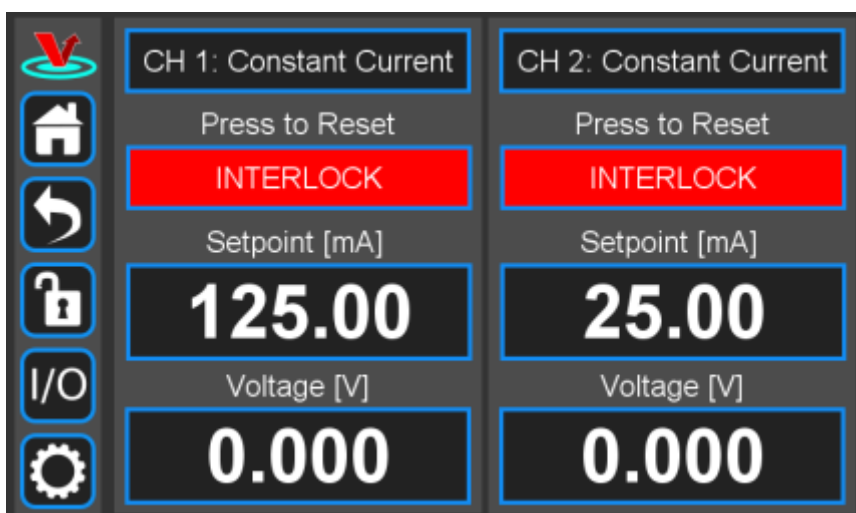 CH 1: Constant Current
Press to Reset
INTERLOCK
Setpoint [mA]
125.00
Voltage [V]
0.000
CH 2: Constant Current
Press to Reset
INTERLOCK
Setpoint [mA]
25.00
Voltage [V]
0.000
I/O